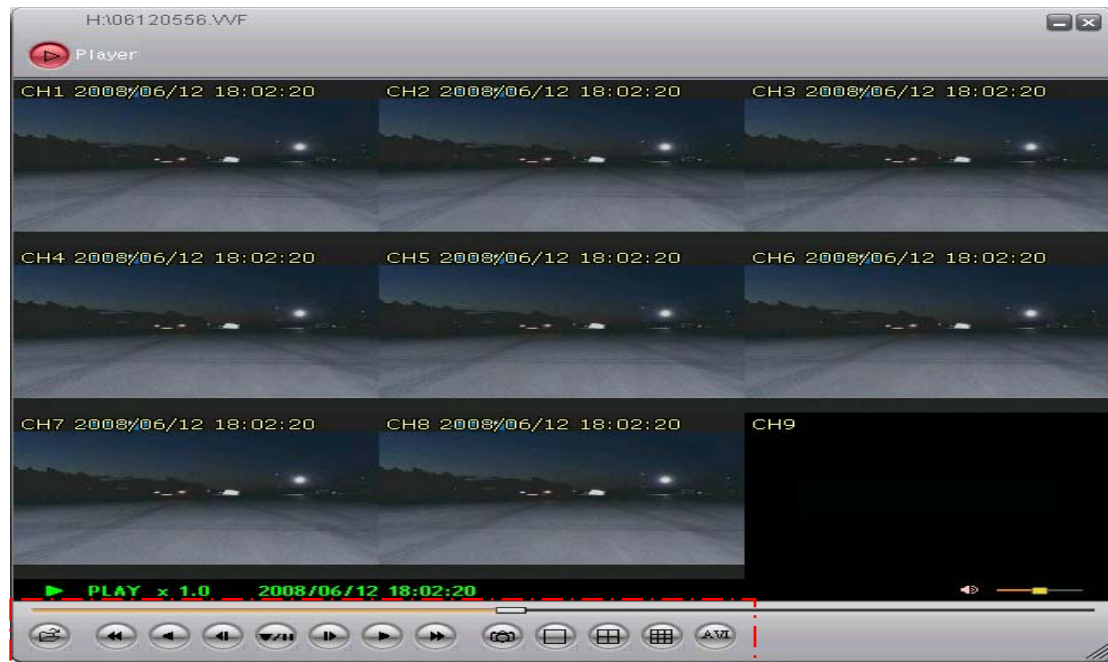 H:\06120556.VVF
Player
CH1 2008/06/12 18:02:20
CH2 2008/06/12 18:02:20
CH3 2008/06/12 18:02:20
CH4 2008/06/12 18:02:20
CH5 2008/06/12 18:02:20
CH6 2008/06/12 18:02:20
CH7 2008/06/12 18:02:20
CH8 2008/06/12 18:02:20
CH9
PLAY x 1.0 2008/06/12 18:02:20
AVI